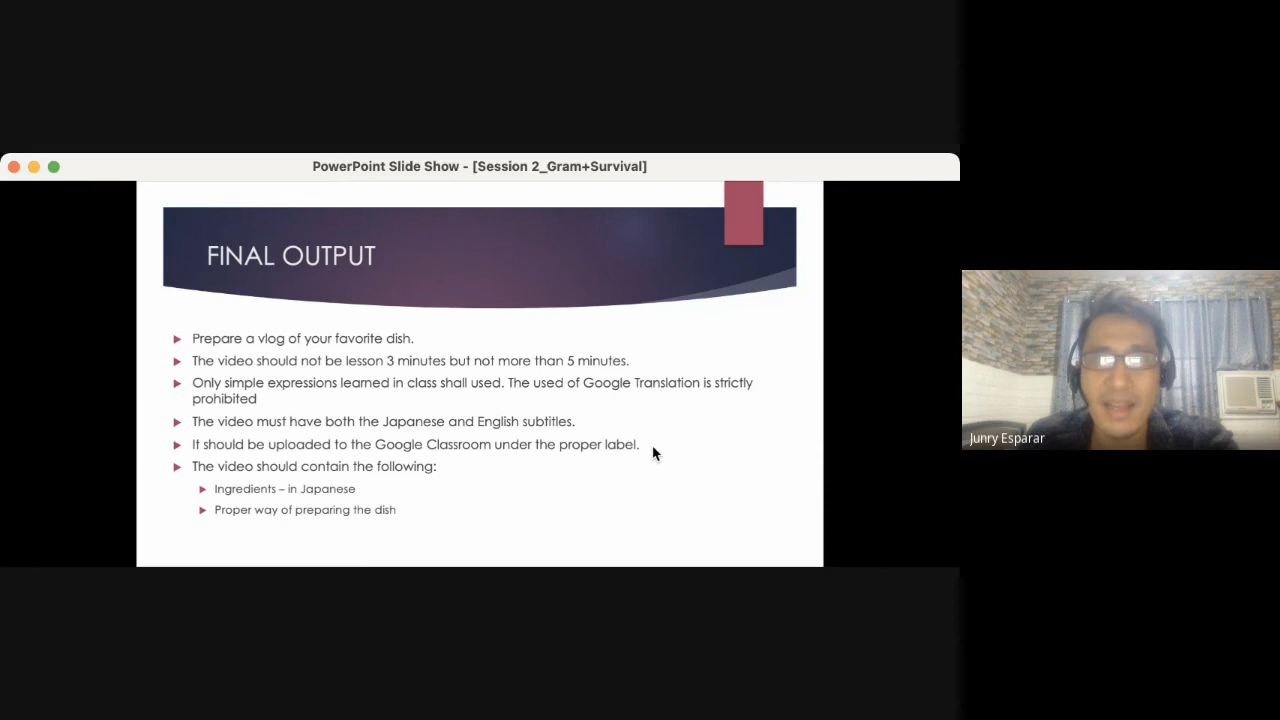 PowerPoint Slide Show - [Session 2_Gram+Survival]
FINAL OUTPUT
Prepare a vlog of your favorite dish.
The video should not be lesson 3 minutes but not more than 5 minutes.
Only simple expressions learned in class shall used. The used of Google Translation is strictly
prohibited
The video must have both the Japanese and English subtitles.
It should be uploaded to the Google Classroom under the proper label.
The video should contain the following:
Ingredients – in Japanese
Proper way of preparing the dish
Junry Esparar